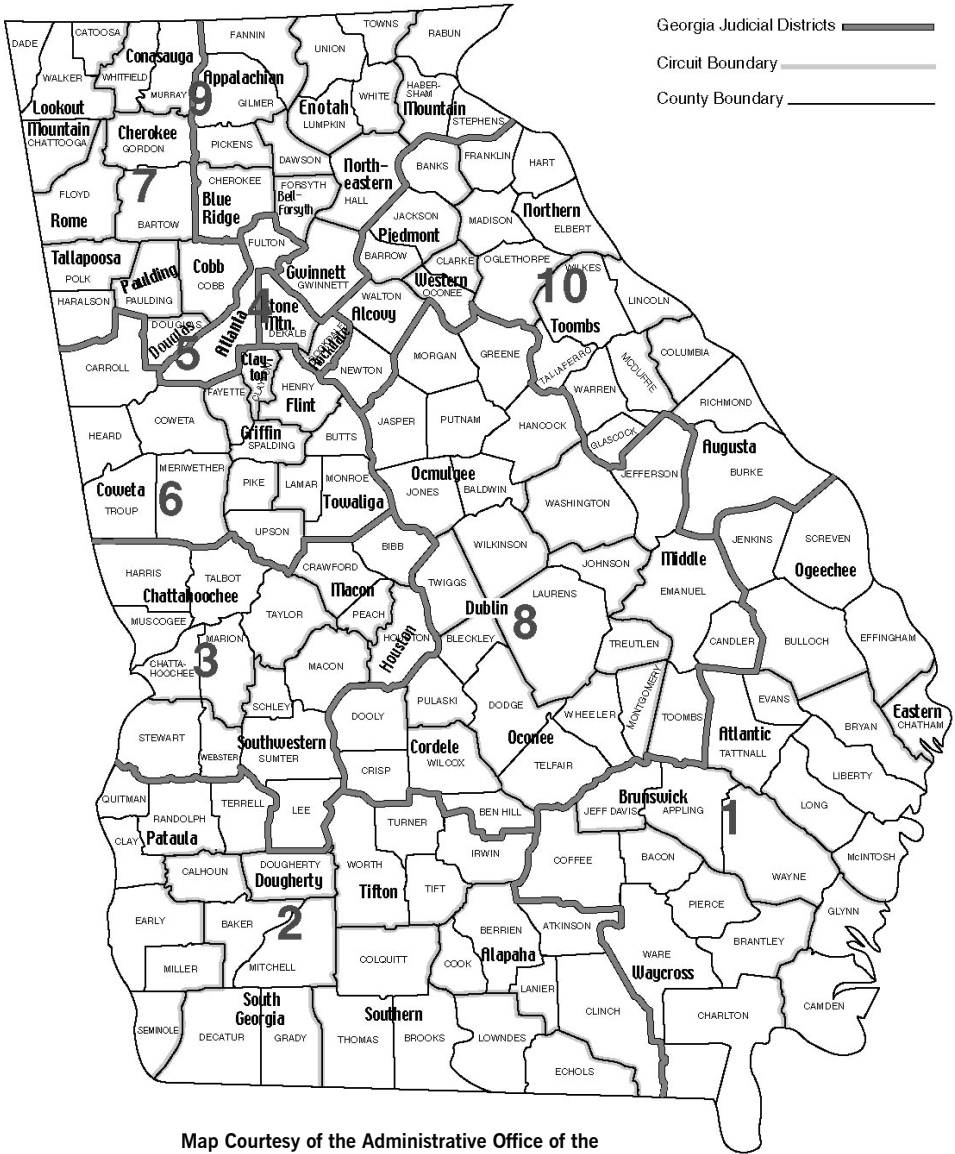 Georgia Judicial Districts
Circuit Boundary
County Boundary
DADE
CATOOSA
WALKER
WHITFIELD
Conasauga
MURRAY
Lookout
Mountain
CHATTOOGA
FANNIN
Appalachian
GILMER
9
UNION
TOWNS
RABUN
Enotah
LUMPKIN
WHITE
HABER-
SHAM
Mountain
STEPHENS
Cherokee
GORDON
PICKENS
DAWSON
North-
eastern
HALL
BANKS
FRANKLIN
HART
FLOYD
Rome
7
BARTOW
CHEROKEE
Blue
Ridge
FORSYTH
Bell-
Forsyth
JACKSON
Piedmont
BARROW
MADISON
Northern
ELBERT
Tallapoosa
POLK
HARALSON
Paulding
PAULDING
Cobb
COBB
FULTON
Gwinnett
GWINNETT
CLARKE
Western
OCONEE
OGLETHORPE
10
WILKES
LINCOLN
Toombs
WALTON
Alcovy
DOUGLAS
Douglas
5
Atlanta
4
Stone
Mtn.
DEKALB
ROCKDALE
Rockdale
NEWTON
MORGAN
GREENE
TALIAFERRO
MCDUFFIE
COLUMBIA
WARREN
RICHMOND
CARROLL
Clay-
ton
CLAYTON
HENRY
Flint
FAYETTE
COWETA
HEARD
Griffin
SPALDING
BUTTS
JASPER
PUTNAM
HANCOCK
GLASCOCK
JEFFERSON
Augusta
BURKE
Coweta
TROUP
MERIWETHER
6
PIKE
LAMAR
MONROE
Towaliga
UPSON
Ocmulgee
JONES
BALDWIN
WASHINGTON
HARRIS
TALBOT
Chattahoochee
MUSCOGEE
CRAWFORD
BIBB
Macon
PEACH
TAYLOR
TWIGGS
WILKINSON
JOHNSON
Middle
EMANUEL
JENKINS
SCREVEN
Ogeechee
MARION
CHATTA-
HOOCHEE
3
MACON
HOUSTON
Houston
Dublin
BLECKLEY
8
LAURENS
TREUTLEN
CANDLER
BULLOCH
EFFINGHAM
SCHLEY
STEWART
WEBSTER
Southwestern
SUMTER
DOOLY
PULASKI
DODGE
WHEELER
MONTGOMERY
TOOMBS
EVANS
Atlantic
TATTNALL
BRYAN
Eastern
CHATHAM
CRISP
Cordele
WILCOX
Oconee
TELFAIR
LIBERTY
QUITMAN
RANDOLPH
TERRELL
LEE
CLAY
Pataula
TURNER
BEN HILL
Brunswick
JEFF DAVIS
APPLING
1
LONG
McINTOSH
CALHOUN
DOUGHERTY
Dougherty
WORTH
Tifton
TIFT
IRWIN
COFFEE
BACON
WAYNE
EARLY
BAKER
2
MITCHELL
MILLER
COLQUITT
COOK
BERRIEN
Alapaha
ATKINSON
PIERCE
WARE
Waycross
BRANTLEY
GLYNN
LANIER
CLINCH
CHARLTON
CAMDEN
SEMINOLE
South
Georgia
DECATUR
GRADY
Southern
THOMAS
BROOKS
LOWNDES
ECHOLS
Map Courtesy of the Administrative Office of the